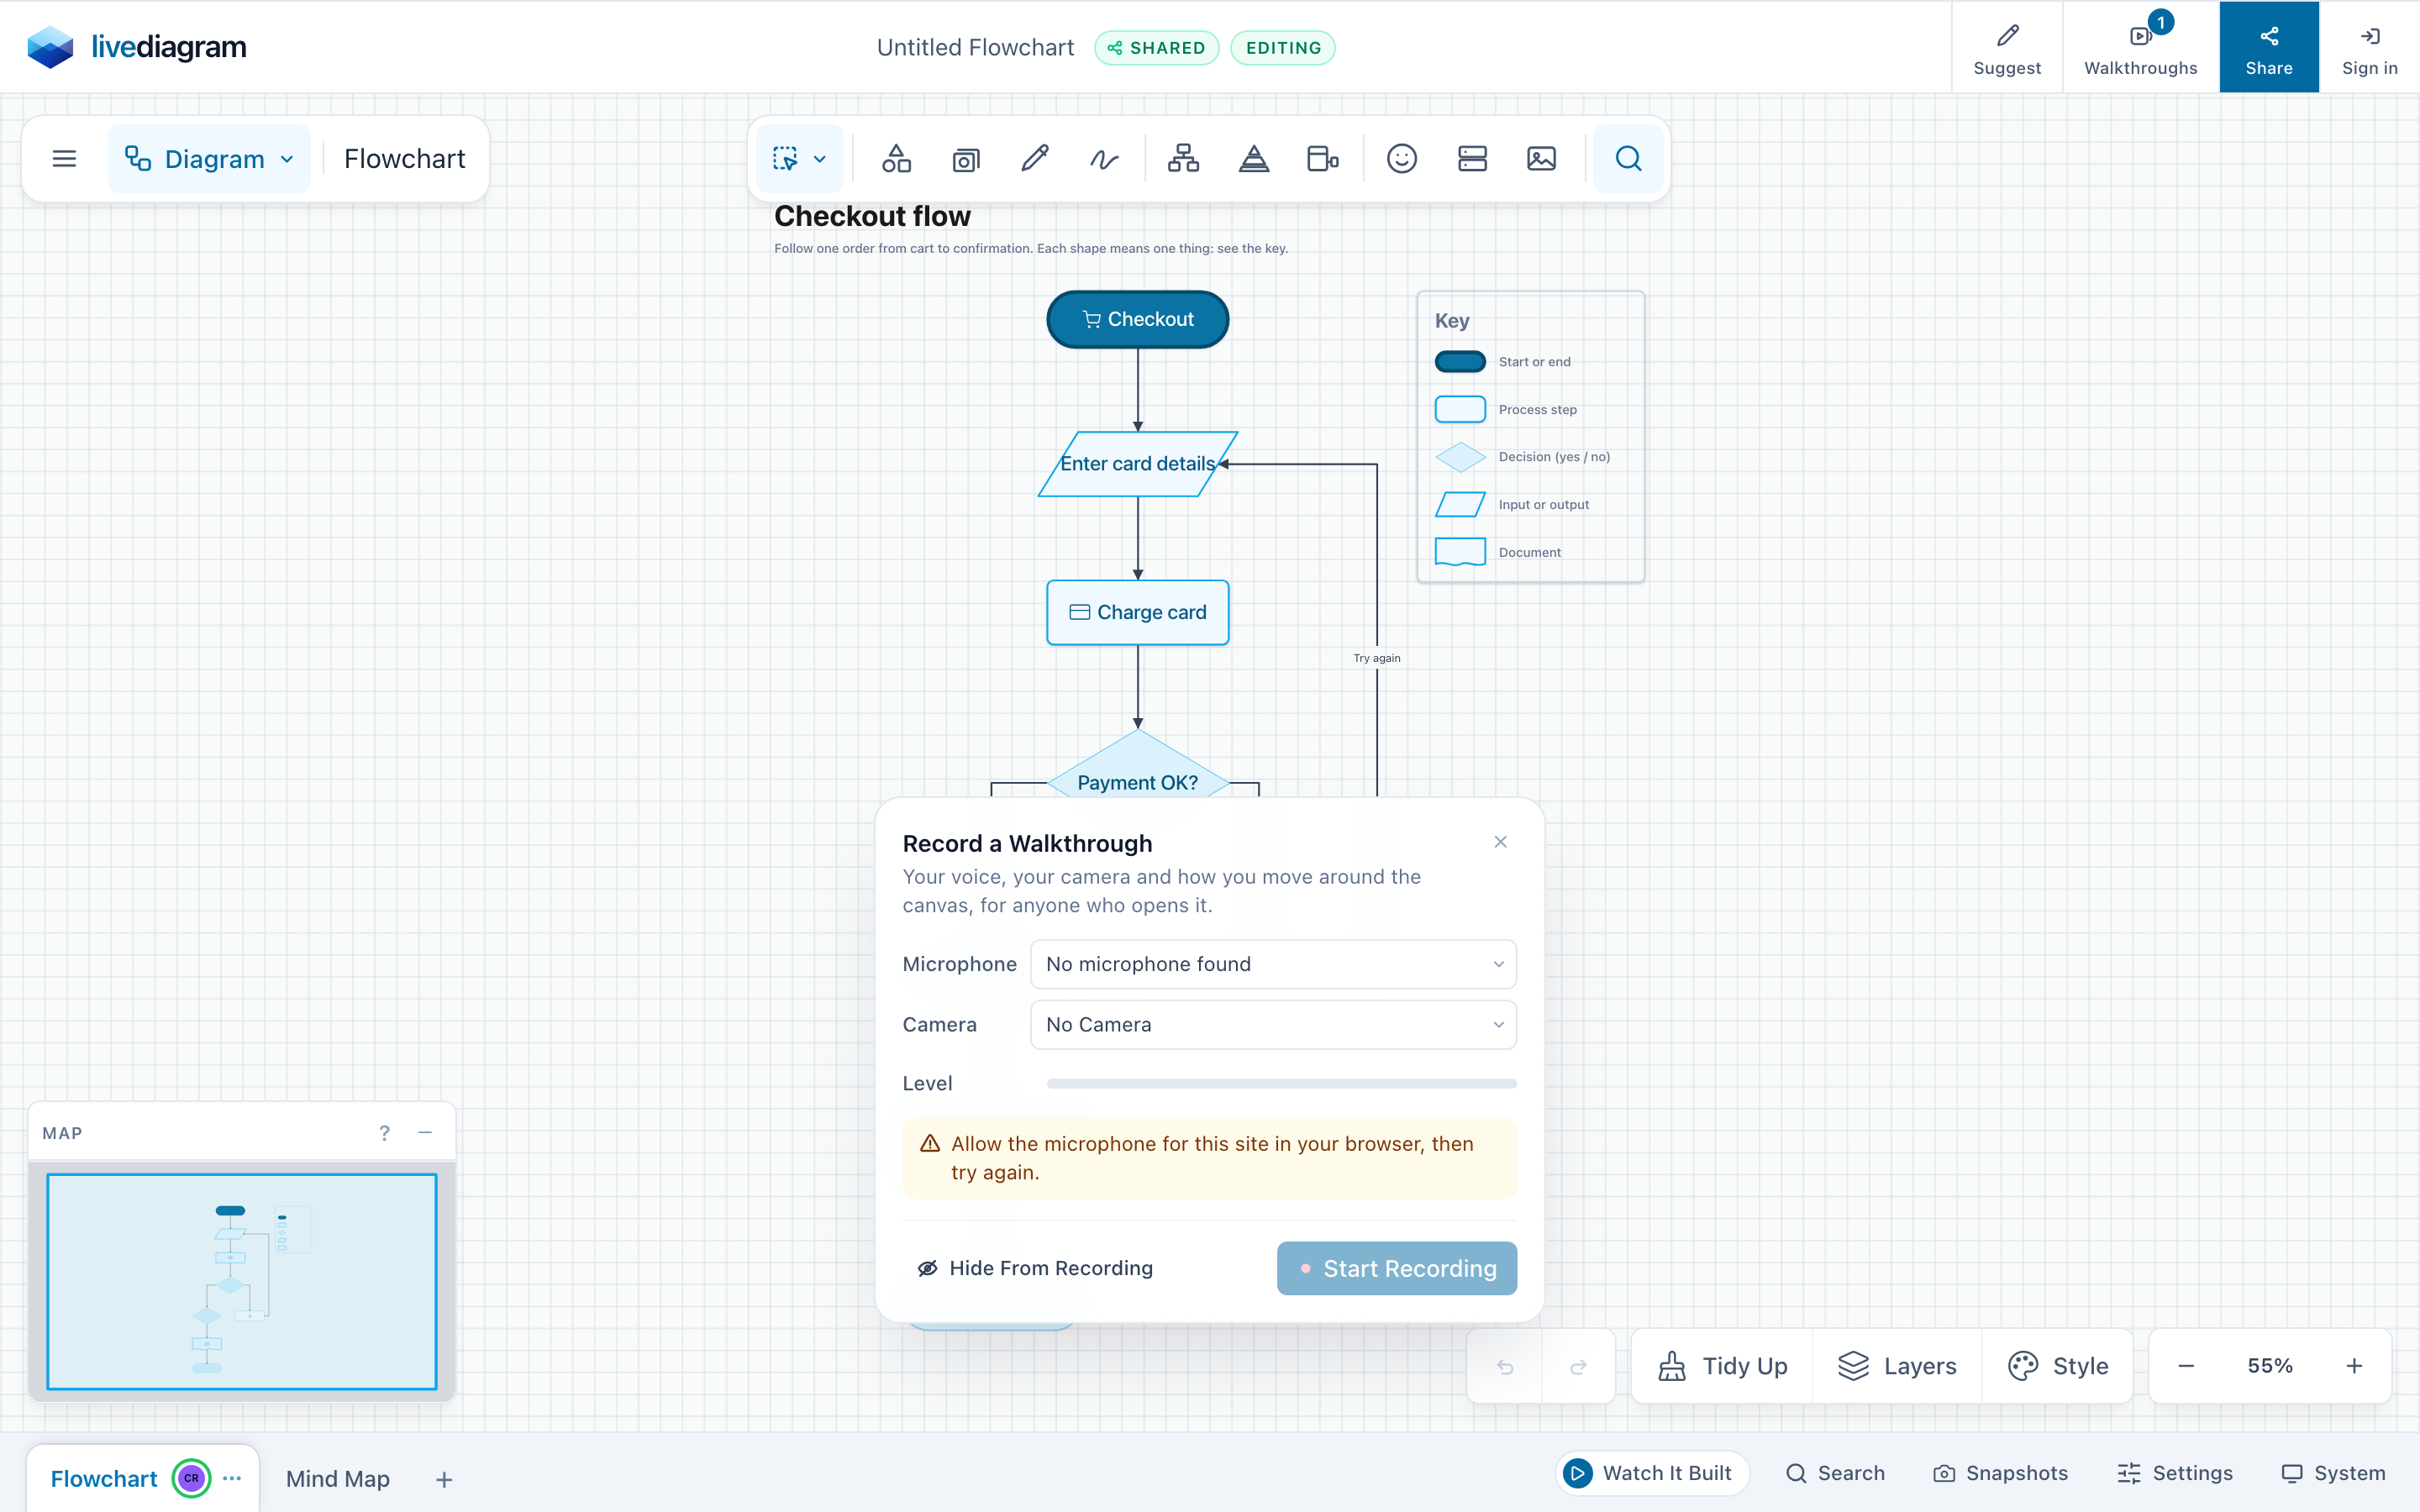 livediagram
Untitled Flowchart
SHARED
EDITING
Suggest
1
Walkthroughs
Share
Sign in
Diagram
Flowchart
Checkout flow
Follow one order from cart to confirmation. Each shape means one thing: see the key.
Checkout
Key
Start or end
Process step
Decision (yes / no)
Input or output
Document
Enter card details
Charge card
Try again
Payment OK?
Record a Walkthrough
Your voice, your camera and how you move around the
canvas, for anyone who opens it.
Microphone
No microphone found
Camera
No Camera
Level
Allow the microphone for this site in your browser, then
try again.
Hide From Recording
Start Recording
MAP
?
Tidy Up
Layers
Style
55%
Flowchart
CR
Mind Map
Watch It Built
Search
Snapshots
Settings
System